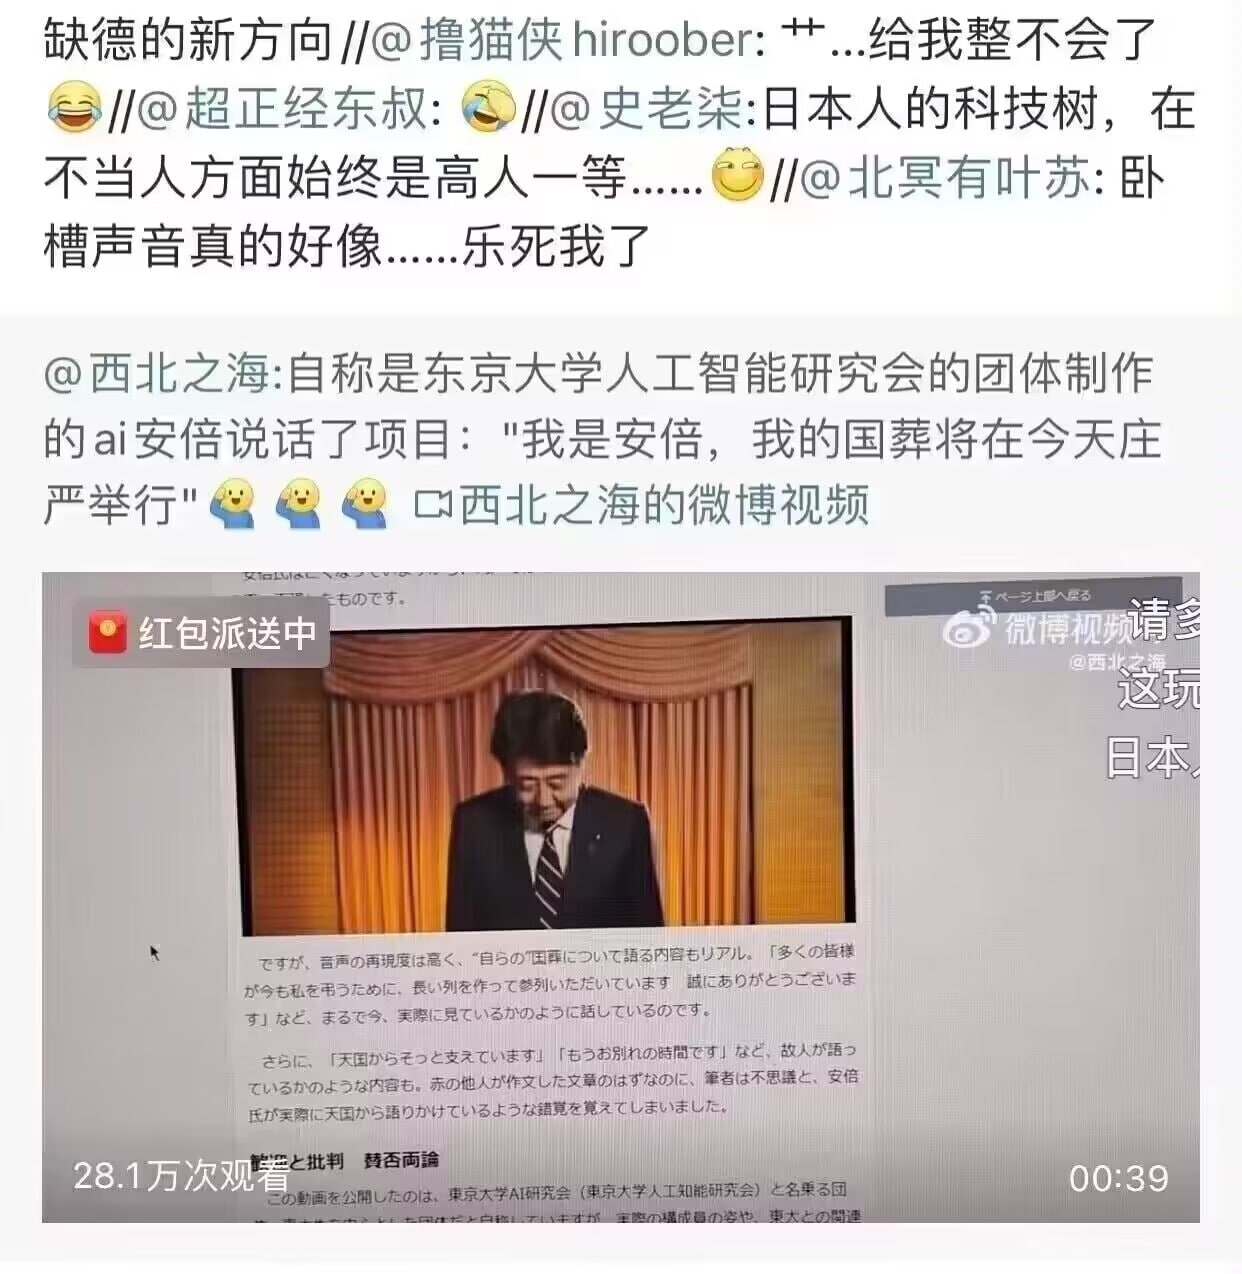 缺德的新方向//@撸猫侠hiroober: 艹...给我整不会了
//@超正经东叔: //@史老柒:日本人的科技树，在
不当人方面始终是高人一等......//@北冥有叶苏: 卧
槽声音真的好像......乐死我了
@西北之海:自称是东京大学人工智能研究会的团体制作
的ai安倍说话了项目："我是安倍，我的国葬将在今天庄
严举行" 西北之海的微博视频
たものです。
ページ上部へ戻る
红包派送中
微博视频
@西北之海
请多
这玩
日本人
ですが、音声の再現度は高く、“自らの”国葬について語る内容もリアル。「多くの皆様
が今も私を弔うために、長い列を作って参列いただいています 誠にありがとうございま
す」など、まるで今、実際に見ているかのように話しているのです。
さらに、「天国からそっと支えています」「もうお別れの時間です」など、故人が語っ
ているかのような内容も。赤の他人が作文した文章のはずなのに、筆者は不思議と、安倍
氏が実際に天国から語りかけているような錯覚を覚えてしまいました。
歓迎と批判 賛否両論
28.1万次观看
00:39
この動画を公開したのは、東京大学AI研究会（東京大学人工知能研究会）と名乗る団